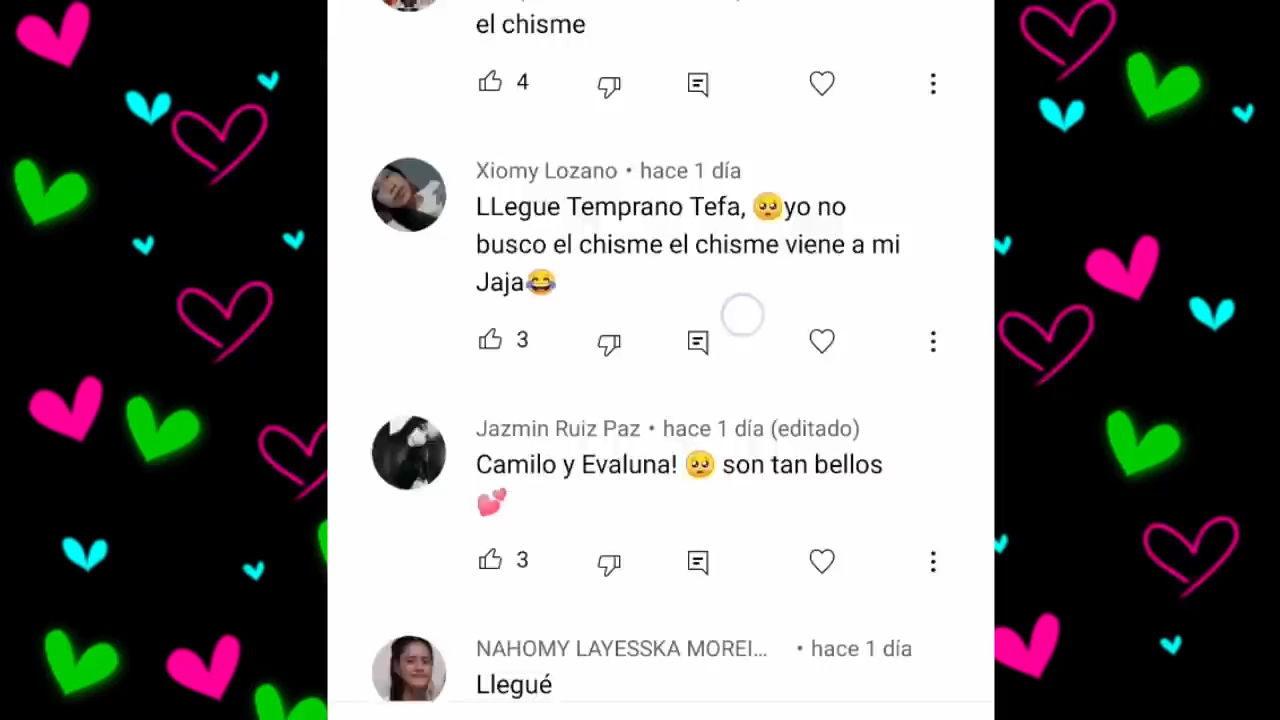 el chisme
4
Xiomy Lozano • hace 1 día
LLegue Temprano Tefa, 🥺yo no
busco el chisme el chisme viene a mi
Jaja😂
3
Jazmin Ruiz Paz • hace 1 día (editado)
Camilo y Evaluna! 🥺 son tan bellos
💕
3
NAHOMY LAYESSKA MOREI... • hace 1 día
Llegué